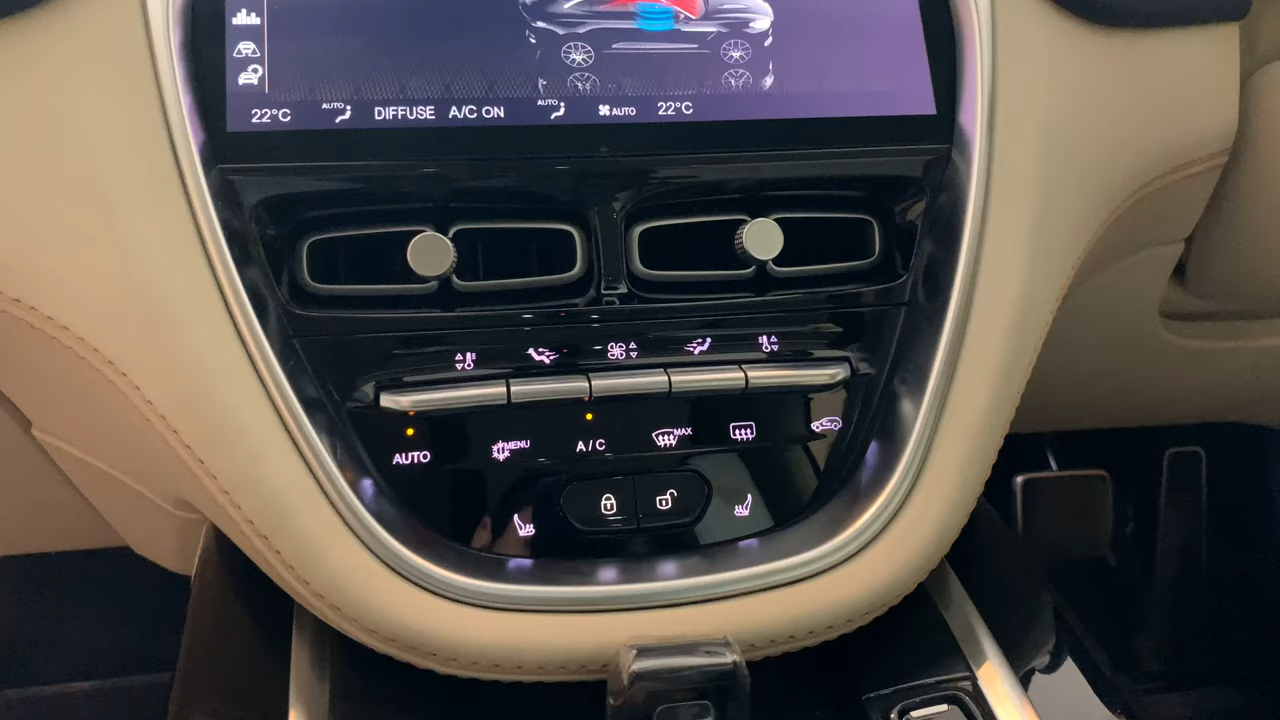 AUTO AUTO
22°C DIFFUSE A/C ON AUTO 22°C
MENU MAX
AUTO A/C